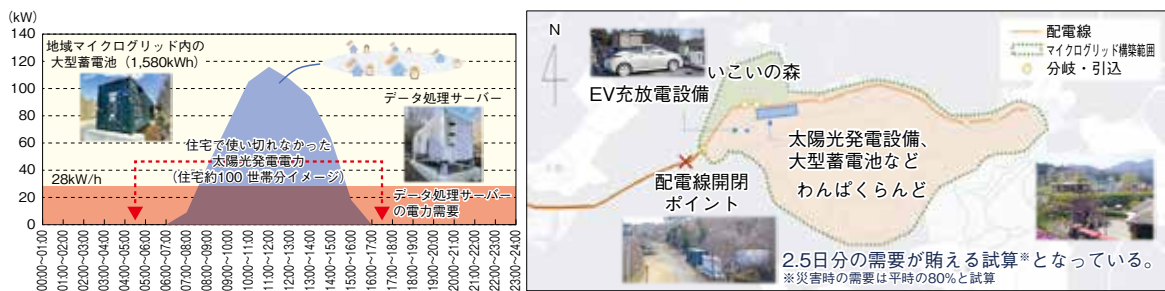 (kW)
140
120
100
80
60
40
20
0
地域マイクログリッド内の
大型蓄電池（1,580kWh）
データ処理サーバー
住宅で使い切れなかった
太陽光発電電力
（住宅約100 世帯分イメージ）
28kW/h
データ処理サーバー
の電力需要
00:00～01:00
01:00～02:00
02:00～03:00
03:00～04:00
04:00～05:00
05:00～06:00
06:00～07:00
07:00～08:00
08:00～09:00
09:00～10:00
10:00～11:00
11:00～12:00
12:00～13:00
13:00～14:00
14:00～15:00
15:00～16:00
16:00～17:00
17:00～18:00
18:00～19:00
19:00～20:00
20:00～21:00
21:00～22:00
22:00～23:00
23:00～24:00
N
配電線
マイクログリッド構築範囲
分岐・引込
いこいの森
EV充放電設備
太陽光発電設備、
大型蓄電池など
わんぱくらんど
配電線開閉
ポイント
2.5日分の需要が賄える試算※となっている。
※災害時の需要は平時の80%と試算